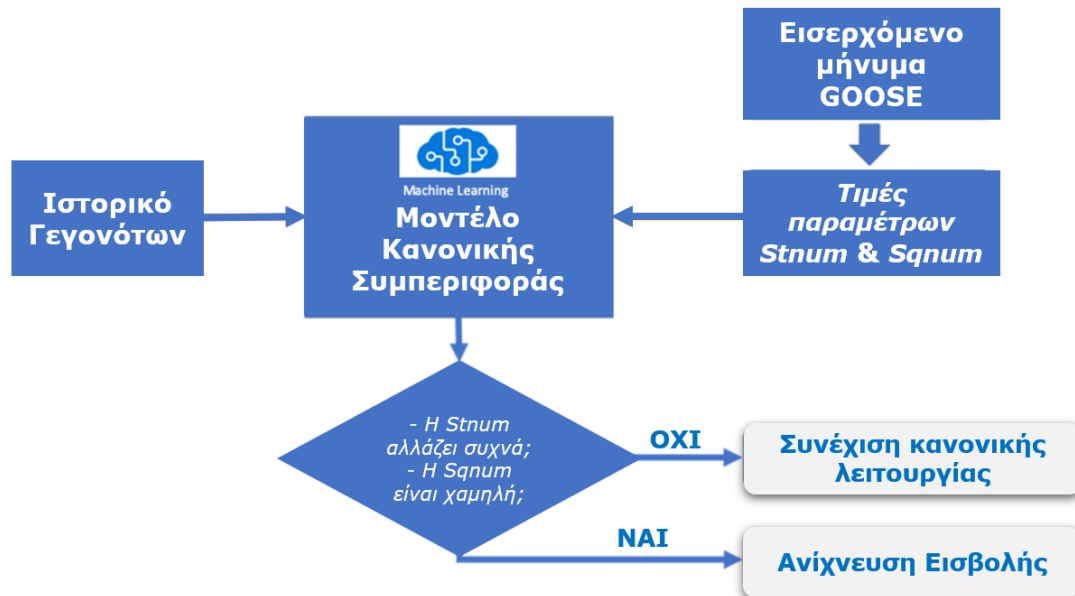 Εισερχόμενο
μήνυμα
GOOSE
Machine Learning
Μοντέλο
Κανονικής
Συμπεριφοράς
Ιστορικό
Γεγονότων
Τιμές
παραμέτρων
Stnum & Sqnum
- Η Stnum
αλλάζει συχνά;
- Η Sqnum
είναι χαμηλή;
ΟΧΙ
Συνέχιση κανονικής
λειτουργίας
ΝΑΙ
Ανίχνευση Εισβολής